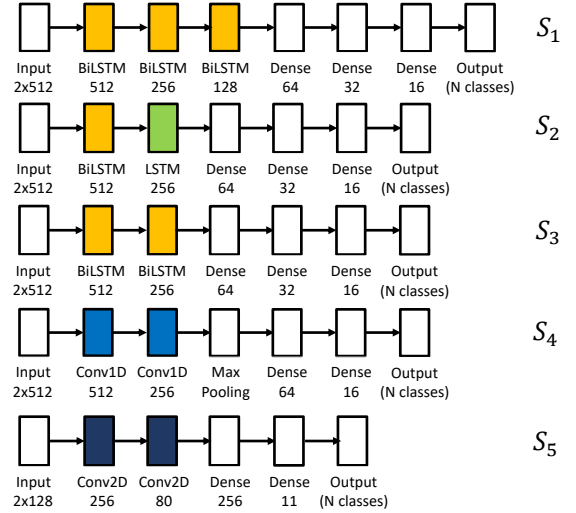 S1
Input BiLSTM BiLSTM BiLSTM Dense Dense Dense Output
2x512 512 256 128 64 32 16 (N classes)
S2
Input BiLSTM LSTM Dense Dense Dense Output
2x512 512 256 64 32 16 (N classes)
S3
Input BiLSTM BiLSTM Dense Dense Dense Output
2x512 512 256 64 32 16 (N classes)
S4
Input Conv1D Conv1D Max Dense Dense Output
2x512 512 256 Pooling 64 16 (N classes)
S5
Input Conv2D Conv2D Dense Dense Output
2x128 256 80 256 11 (N classes)